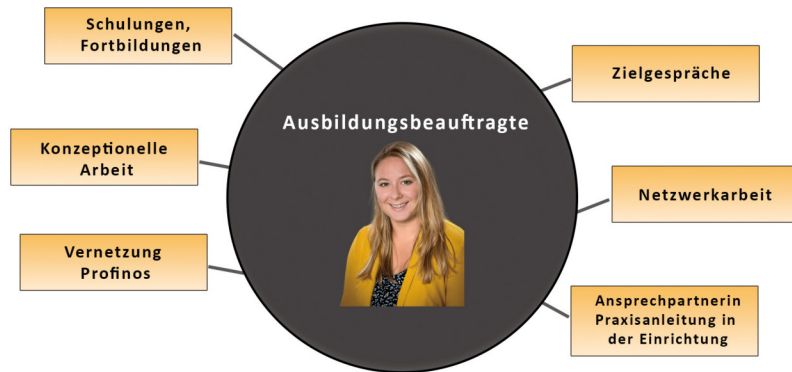 Schulungen,
Fortbildungen
Zielgespräche
Ausbildungsbeauftragte
Konzeptionelle
Arbeit
Netzwerkarbeit
Vernetzung
Profinos
Ansprechpartnerin
Praxisanleitung in
der Einrichtung